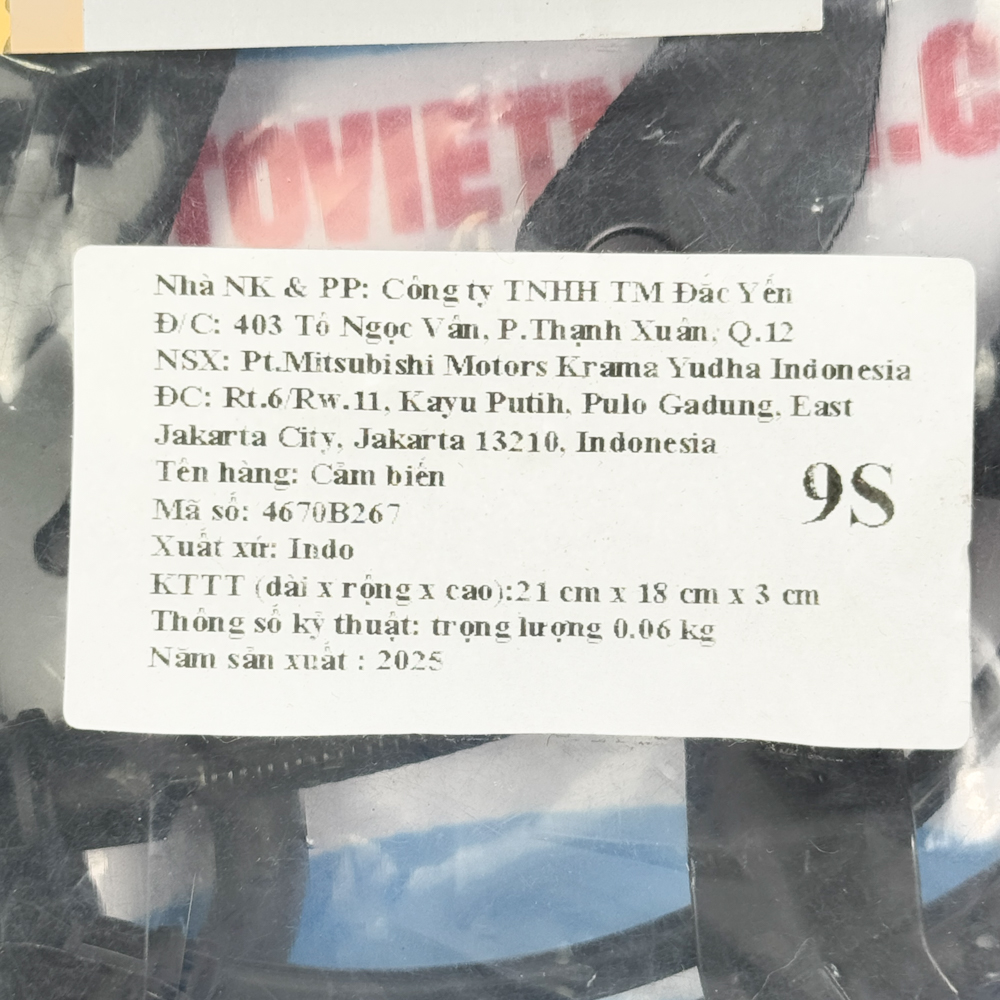 TOVIETN .C
Nhà NK & PP: Công ty TNHH TM Đắc Yến
Đ/C: 403 Tô Ngọc Vân, P.Thạnh Xuân, Q.12
NSX: Pt.Mitsubishi Motors Krama Yudha Indonesia
ĐC: Rt.6/Rw.11, Kayu Putih, Pulo Gadung, East
Jakarta City, Jakarta 13210, Indonesia
Tên hàng: Cảm biến
9S
Mã số: 4670B267
Xuất xứ: Indo
KTTT (dài x rộng x cao):21 cm x 18 cm x 3 cm
Thông số kỹ thuật: trọng lượng 0.06 kg
Năm sản xuất : 2025